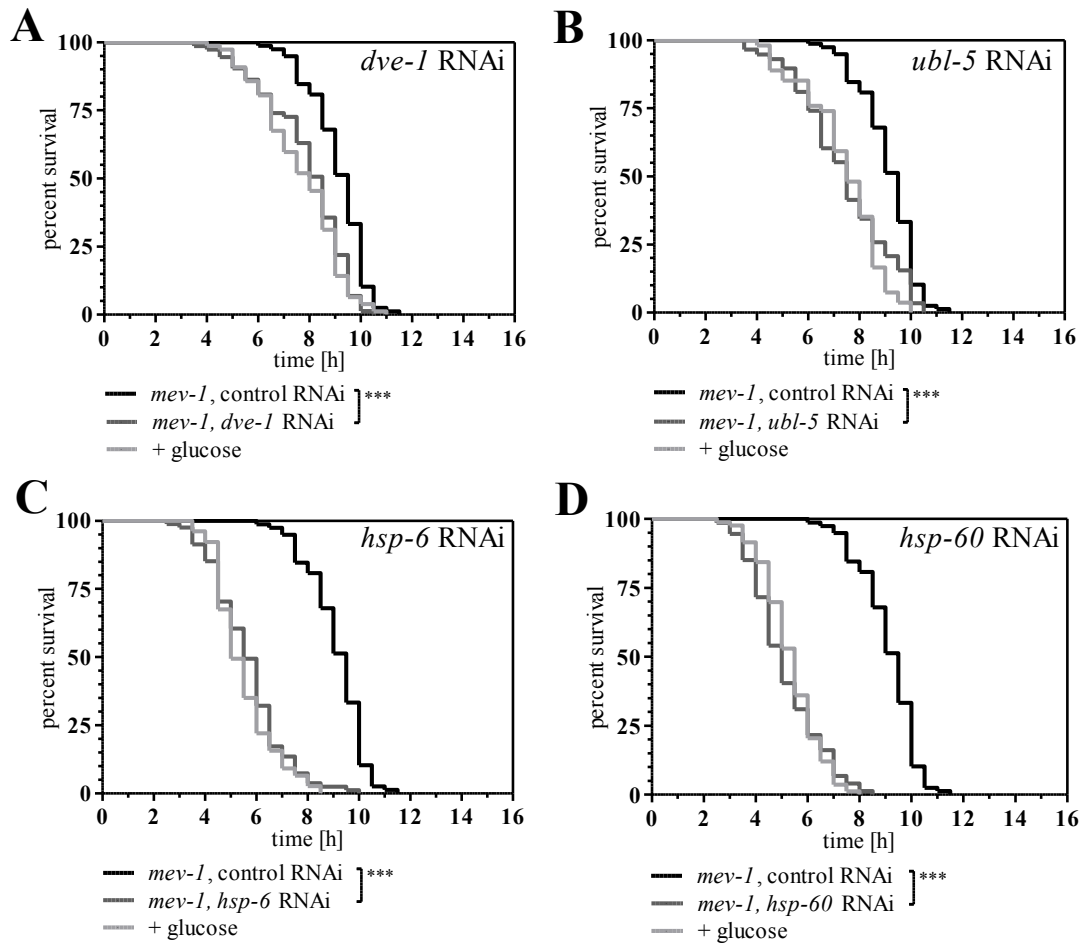 A
B
dve-1 RNAi
ubl-5 RNAi
percent survival
100
75
50
25
0
0 2 4 6 8 10 12 14 16
time [h]
mev-1, control RNAi
***
mev-1, dve-1 RNAi
+ glucose
percent survival
100
75
50
25
0
0 2 4 6 8 10 12 14 16
time [h]
mev-1, control RNAi
***
mev-1, ubl-5 RNAi
+ glucose
C
D
hsp-6 RNAi
hsp-60 RNAi
percent survival
100
75
50
25
0
0 2 4 6 8 10 12 14 16
time [h]
mev-1, control RNAi
***
mev-1, hsp-6 RNAi
+ glucose
percent survival
100
75
50
25
0
0 2 4 6 8 10 12 14 16
time [h]
mev-1, control RNAi
***
mev-1, hsp-60 RNAi
+ glucose